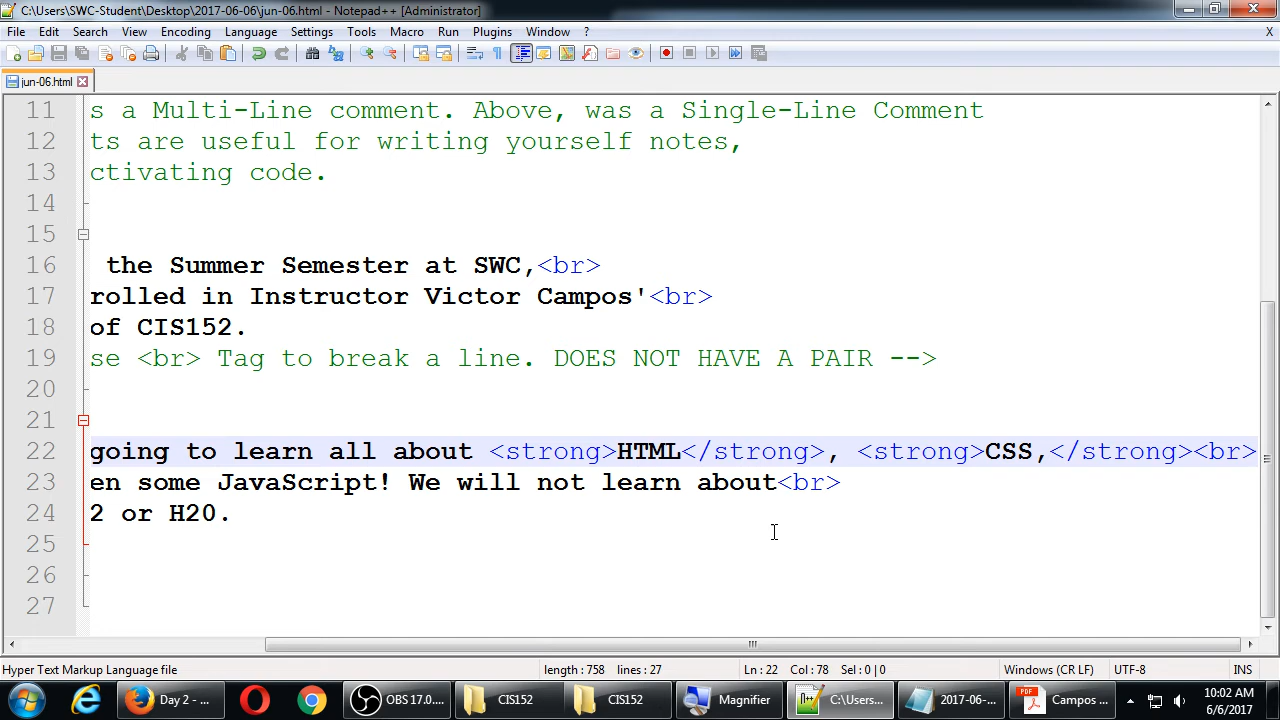 C:\Users\SWC-Student\Desktop\2017-06-06\jun-06.html - Notepad++ [Administrator]
File Edit Search View Encoding Language Settings Tools Macro Run Plugins Window ? X
jun-06.html
11 s a Multi-Line comment. Above, was a Single-Line Comment
12 ts are useful for writing yourself notes,
13 ctivating code.
14
15
16 the Summer Semester at SWC,<br>
17 rolled in Instructor Victor Campos'<br>
18 of CIS152.
19 se <br> Tag to break a line. DOES NOT HAVE A PAIR -->
20
21
22 going to learn all about <strong>HTML</strong>, <strong>CSS,</strong><br>
23 en some JavaScript! We will not learn about<br>
24 2 or H20.
25
26
27
Hyper Text Markup Language file length : 758 lines : 27 Ln : 22 Col : 78 Sel : 0 | 0 Windows (CR LF) UTF-8 INS
Day 2 - ... OBS 17.0.... CIS152 CIS152 Magnifier C:\Users... 2017-06-... Campos ... 10:02 AM
6/6/2017